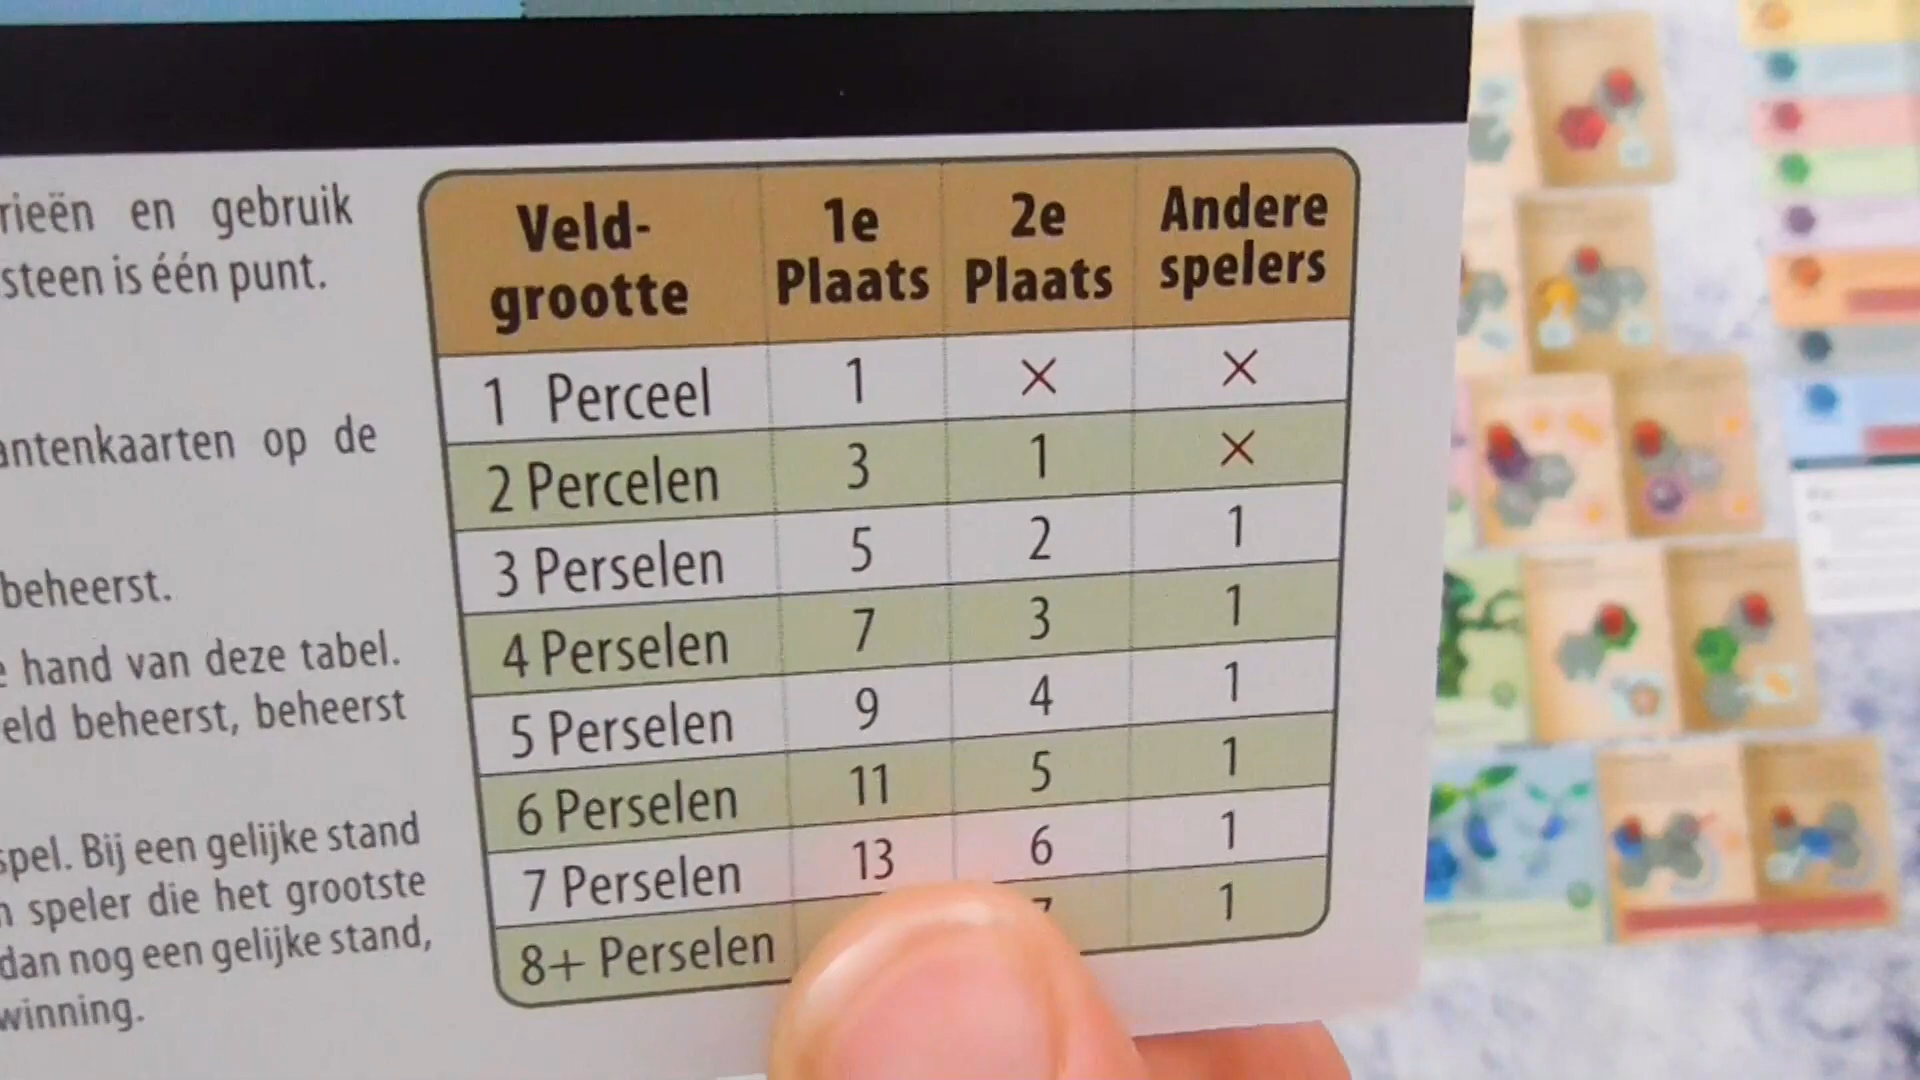 rieën en gebruik
steen is één punt.
antenkaarten op de
beheerst.
hand van deze tabel.
eld beheerst, beheerst
spel. Bij een gelijke stand
speler die het grootste
dan nog een gelijke stand,
winning.
Veld- 1e 2e Andere
grootte Plaats Plaats spelers
1 Perceel 1 × ×
2 Percelen 3 1 ×
3 Perselen 5 2 1
4 Perselen 7 3 1
5 Perselen 9 4 1
6 Perselen 11 5 1
7 Perselen 13 6 1
8+ Perselen 1